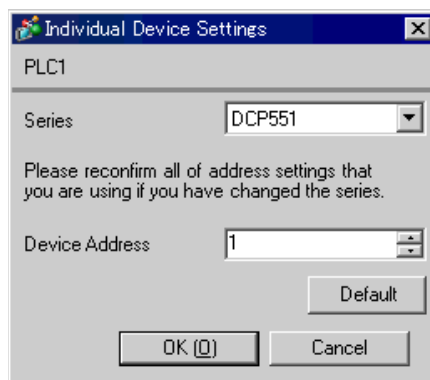 Individual Device Settings
PLC1
Series DCP551
Please reconfirm all of address settings that
you are using if you have changed the series.
Device Address 1
Default
OK (O) Cancel